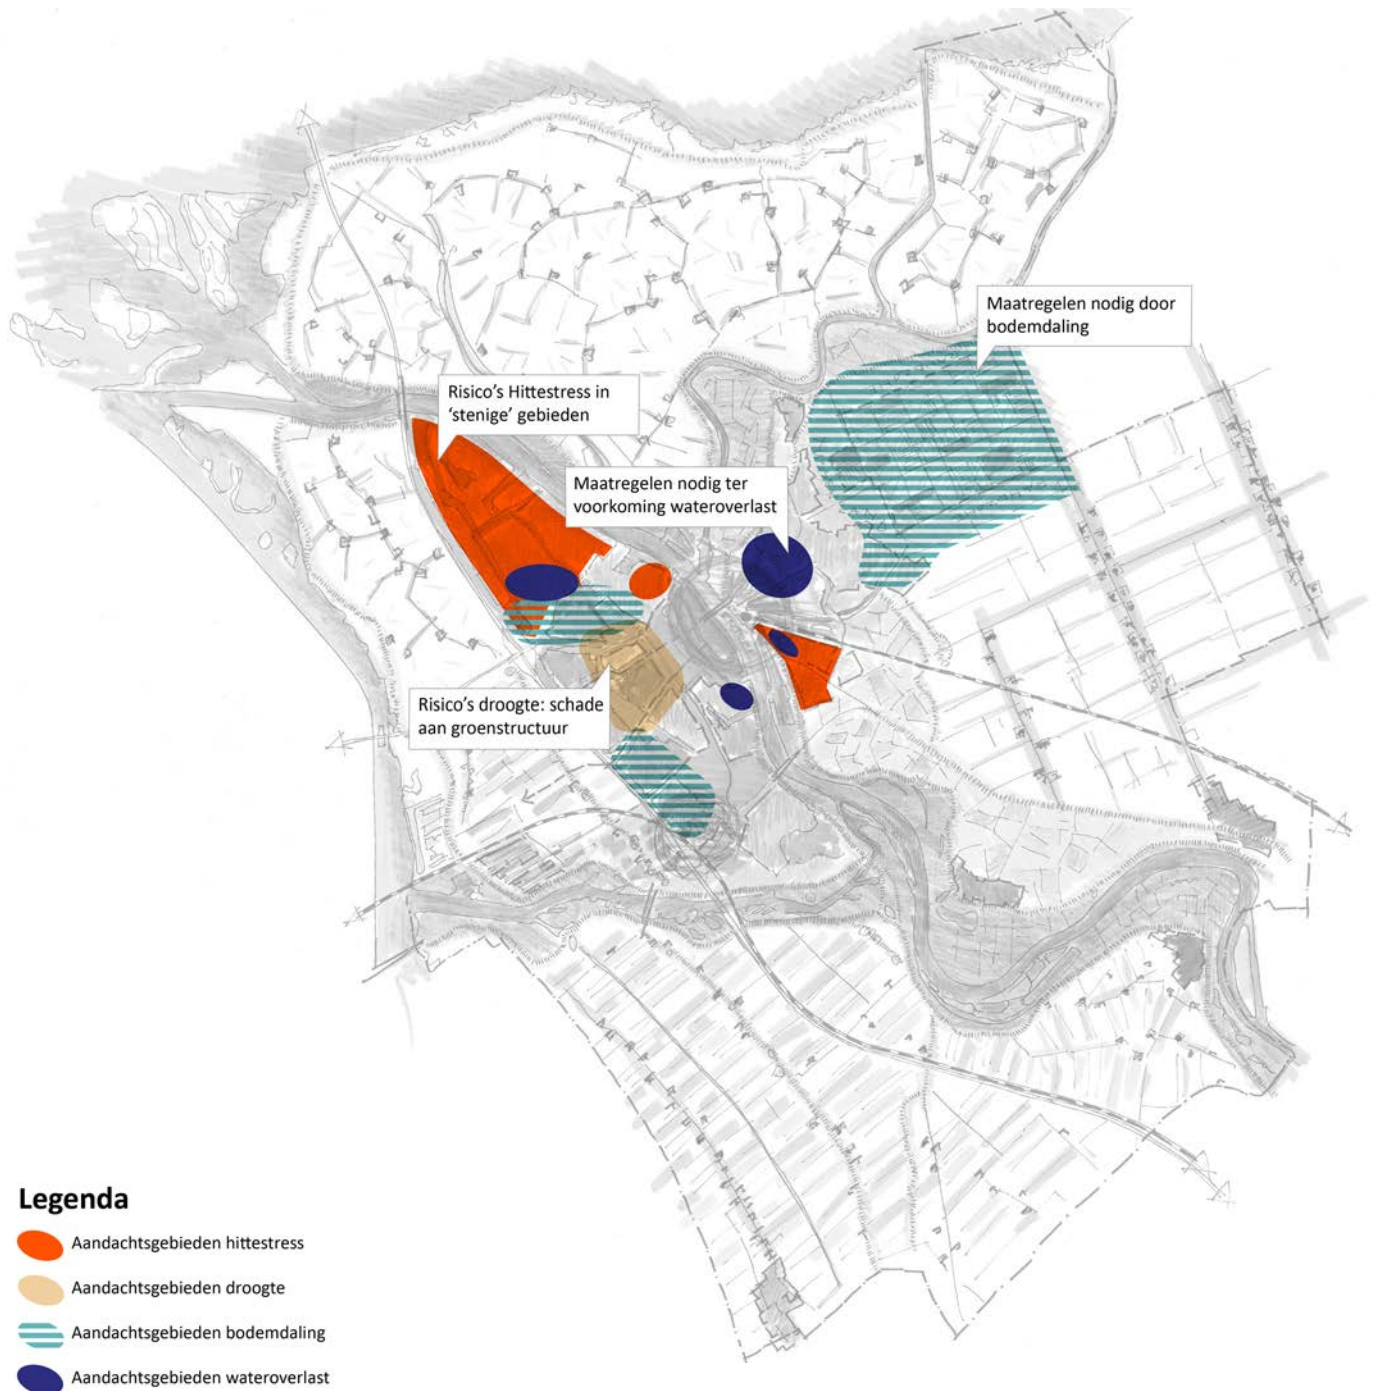 Maatregelen nodig door
bodemdaling
Risico's Hittestress in
‘stenige’ gebieden
Maatregelen nodig ter
voorkoming wateroverlast
Risico's droogte: schade
aan groenstructuur
Legenda
Aandachtsgebieden hittestress
Aandachtsgebieden droogte
Aandachtsgebieden bodemdaling
Aandachtsgebieden wateroverlast